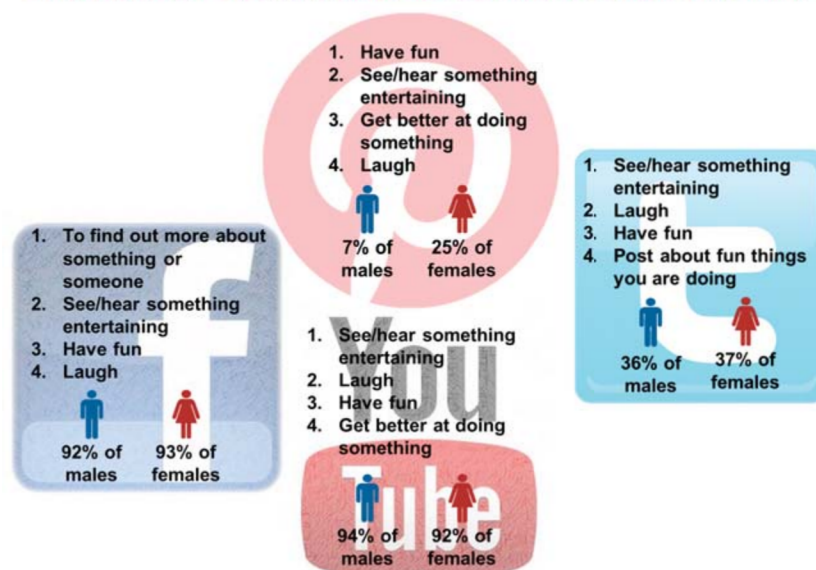 1. Have fun
2. See/hear something
entertaining
3. Get better at doing
something
4. Laugh
7% of
males
25% of
females
1. To find out more about
something or
someone
2. See/hear something
entertaining
3. Have fun
4. Laugh
92% of
males
93% of
females
f
1. See/hear something
entertaining
2. Laugh
3. Have fun
4. Get better at doing
something
94% of
males
92% of
females
You
Tube
1. See/hear something
entertaining
2. Laugh
3. Have fun
4. Post about fun things
you are doing
36% of
males
37% of
females
t